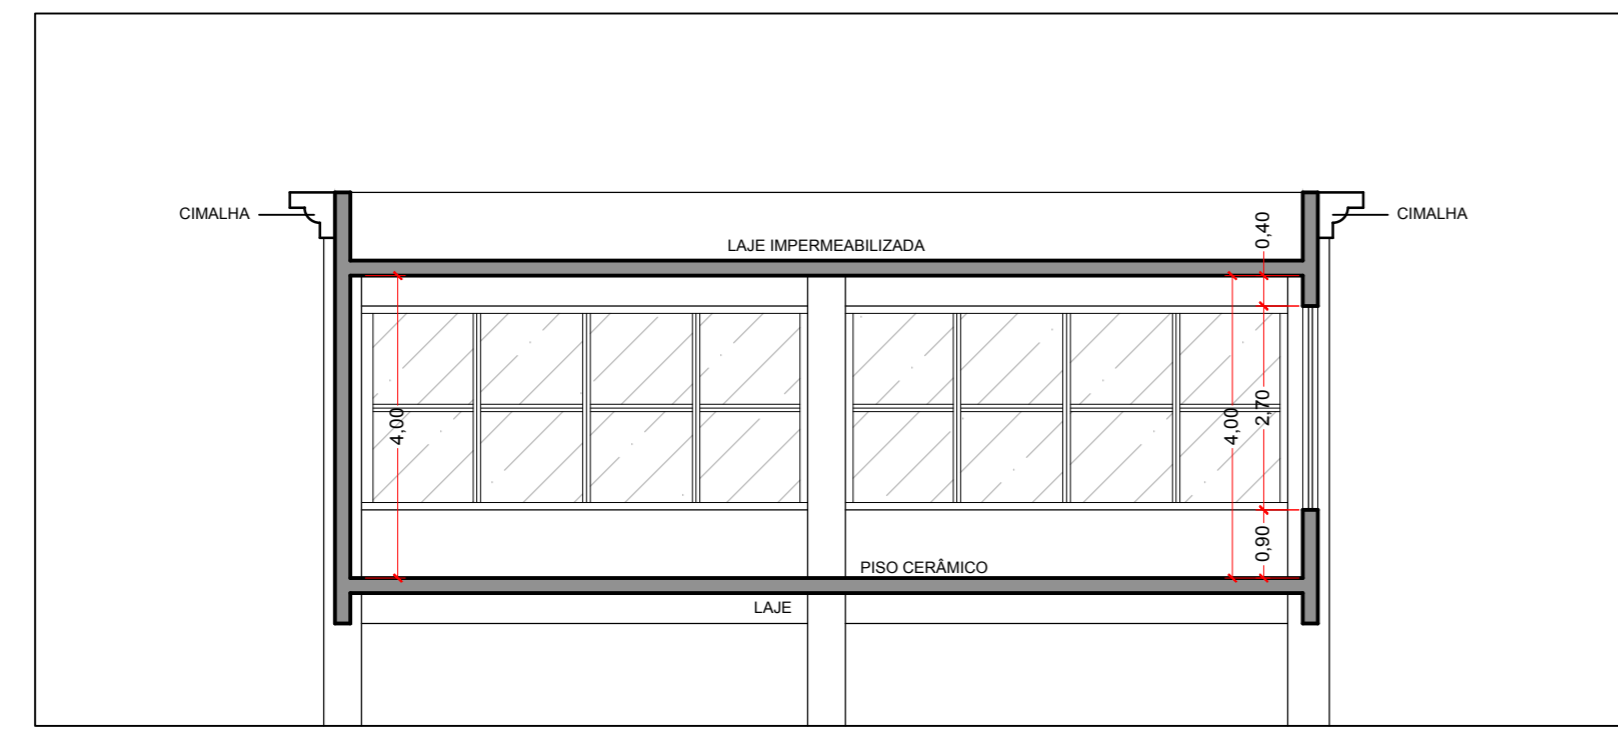 CIMALHA
CIMALHA
LAJE IMPERMEABILIZADA
0,40
4,00
4,00
2,70
0,90
PISO CERÂMICO
LAJE